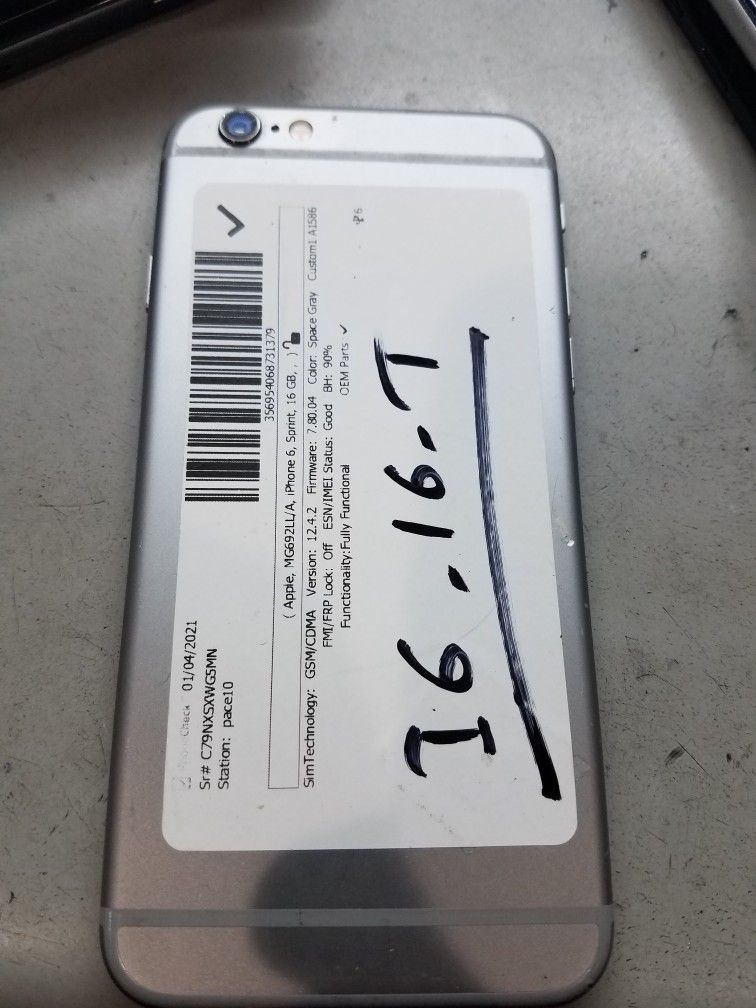 Check 01/04/2021
Sr# C79NXSXWG5MN
Station: pace10
356954068731379
( Apple, MG692LL/A, iPhone 6, Sprint, 16 GB, , )
SimTechnology: GSM/CDMA Version: 12.4.2 Firmware: 7.80.04 Color: Space Gray Custom1 A1586
FMI/FRP Lock: Off ESN/IMEI Status: Good BH: 90%
Functionality:Fully Functional OEM Parts ✓
I6.16.T